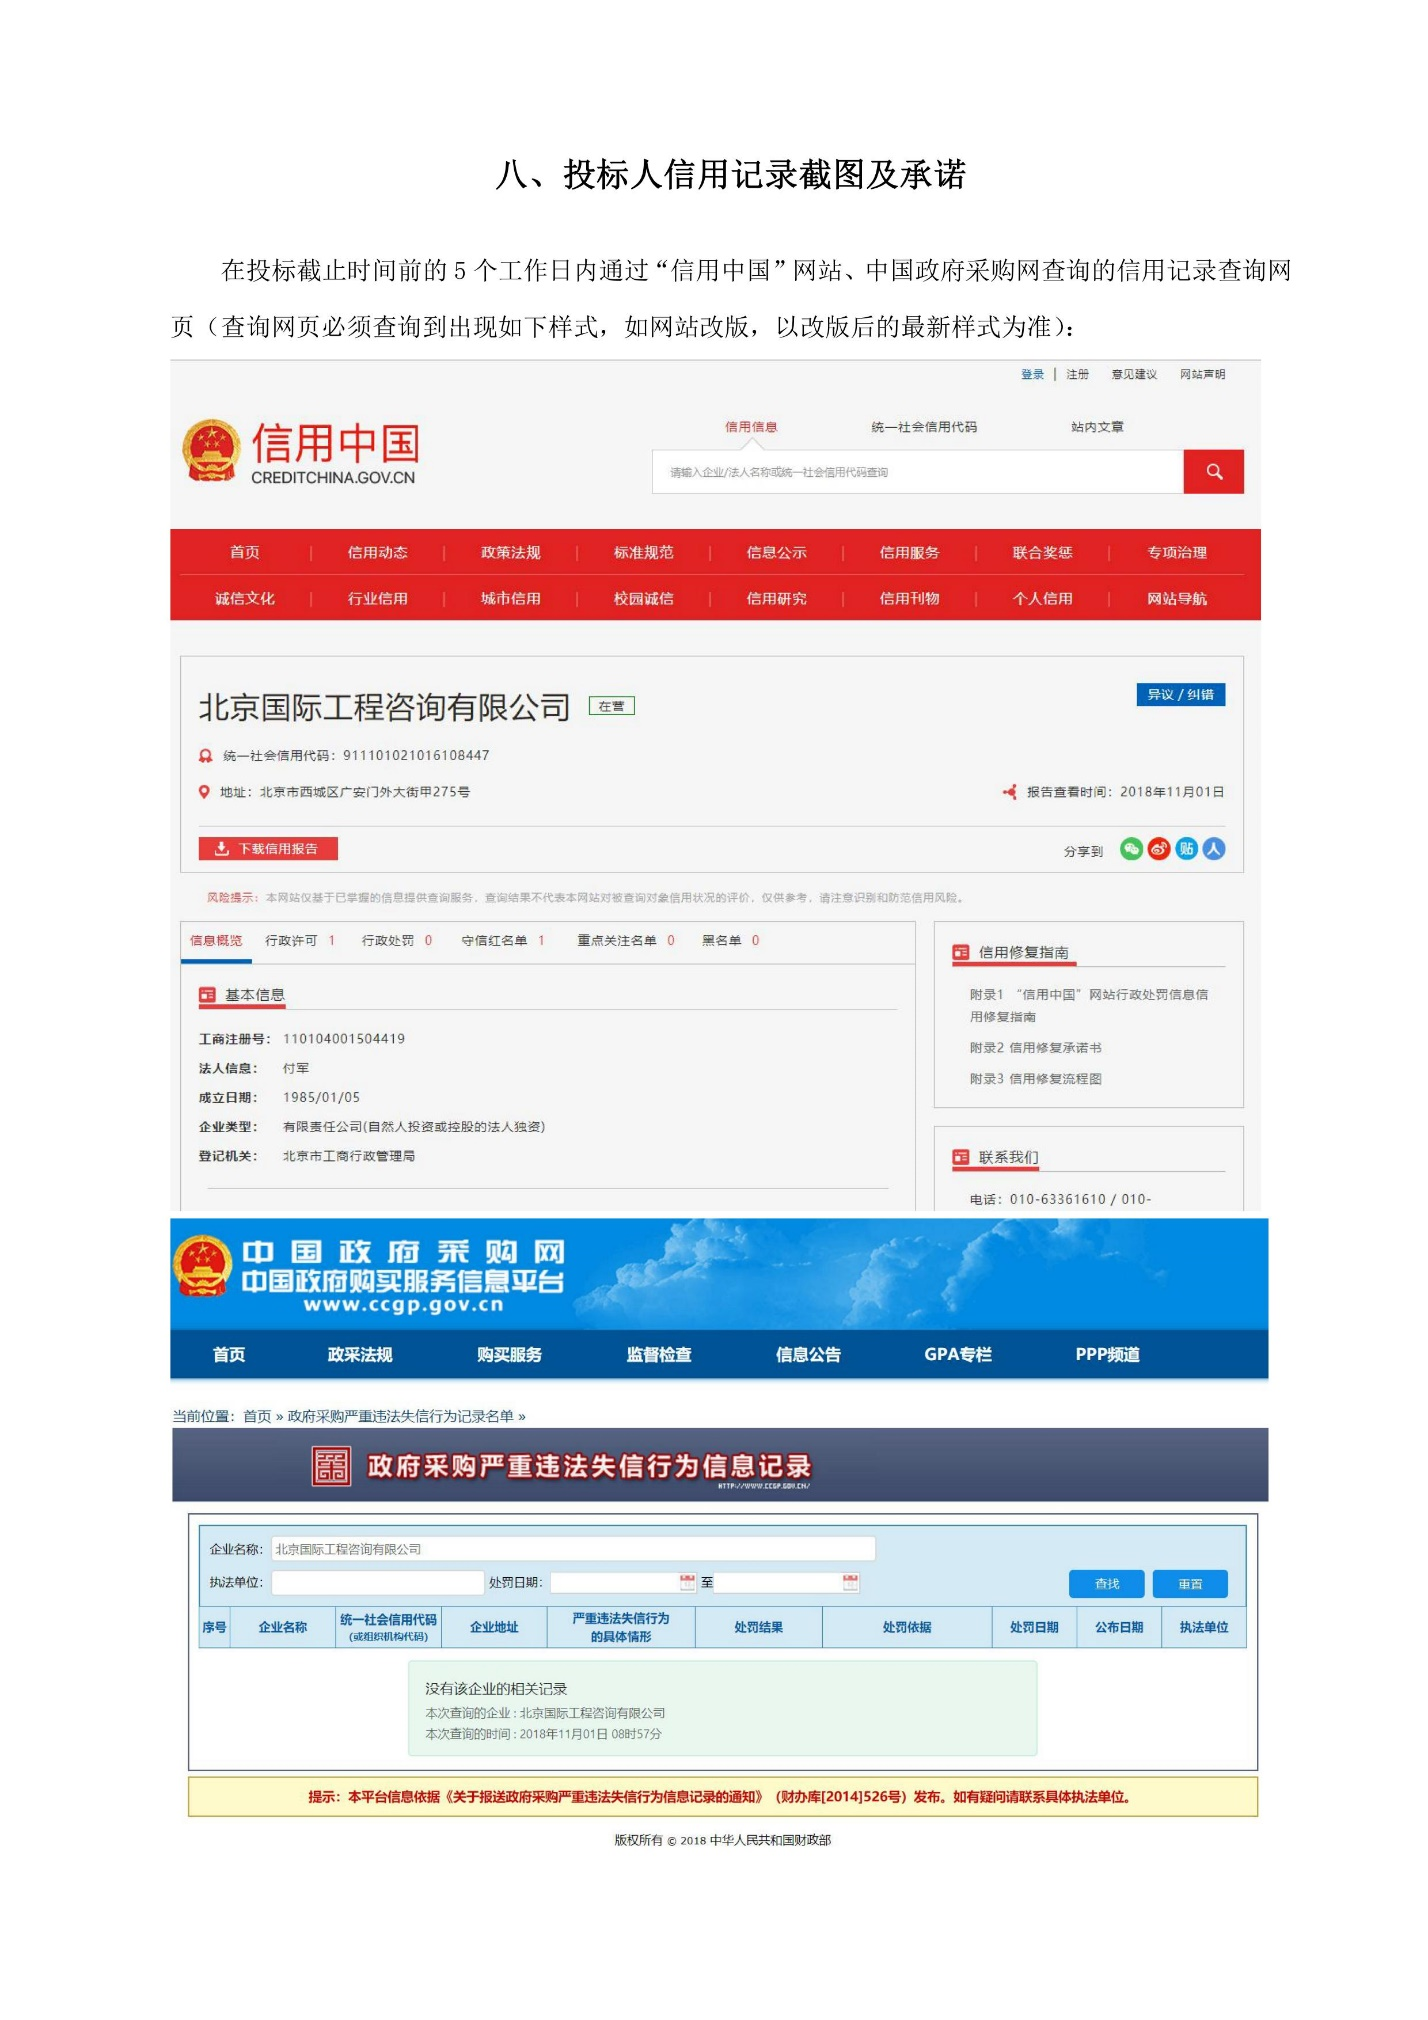 八、投标人信用记录截图及承诺
在投标截止时间前的 5 个工作日内通过“信用中国”网站、中国政府采购网查询的信用记录查询网
页（查询网页必须查询到出现如下样式，如网站改版，以改版后的最新样式为准）：
登录 | 注册 意见建议 网站声明
信用中国
CREDITCHINA.GOV.CN
信用信息 统一社会信用代码 站内文章
请输入企业/法人名称或统一社会信用代码查询
首页 | 信用动态 | 政策法规 | 标准规范 | 信息公示 | 信用服务 | 联合奖惩 | 专项治理
诚信文化 | 行业信用 | 城市信用 | 校园诚信 | 信用研究 | 信用刊物 | 个人信用 | 网站导航
北京国际工程咨询有限公司 在营 异议 / 纠错
统一社会信用代码：911101021016108447
地址：北京市西城区广安门外大街甲275号 报告查看时间：2018年11月01日
下载信用报告 分享到 贴 人
风险提示：本网站仅基于已掌握的信息提供查询服务，查询结果不代表本网站对被查询对象信用状况的评价，仅供参考，请注意识别和防范信用风险。
信息概览 行政许可 1 行政处罚 0 守信红名单 1 重点关注名单 0 黑名单 0
基本信息
工商注册号： 110104001504419
法人信息： 付军
成立日期： 1985/01/05
企业类型： 有限责任公司(自然人投资或控股的法人独资)
登记机关： 北京市工商行政管理局
信用修复指南
附录1 “信用中国”网站行政处罚信息信
用修复指南
附录2 信用修复承诺书
附录3 信用修复流程图
联系我们
电话：010-63361610 / 010-
中国政府采购网
中国政府购买服务信息平台
www.ccgp.gov.cn
首页 政采法规 购买服务 监督检查 信息公告 GPA专栏 PPP频道
当前位置：首页 » 政府采购严重违法失信行为记录名单 »
政府采购严重违法失信行为信息记录
HTTP://WWW.CCGP.GOV.CN/
企业名称： 北京国际工程咨询有限公司
执法单位： 处罚日期： 至 查找 重置
序号 企业名称 统一社会信用代码 (或组织机构代码) 企业地址 严重违法失信行为 的具体情形 处罚结果 处罚依据 处罚日期 公布日期 执法单位
没有该企业的相关记录
本次查询的企业 : 北京国际工程咨询有限公司
本次查询的时间 : 2018年11月01日 08时57分
提示：本平台信息依据《关于报送政府采购严重违法失信行为信息记录的通知》（财办库[2014]526号）发布。如有疑问请联系具体执法单位。
版权所有 © 2018 中华人民共和国财政部